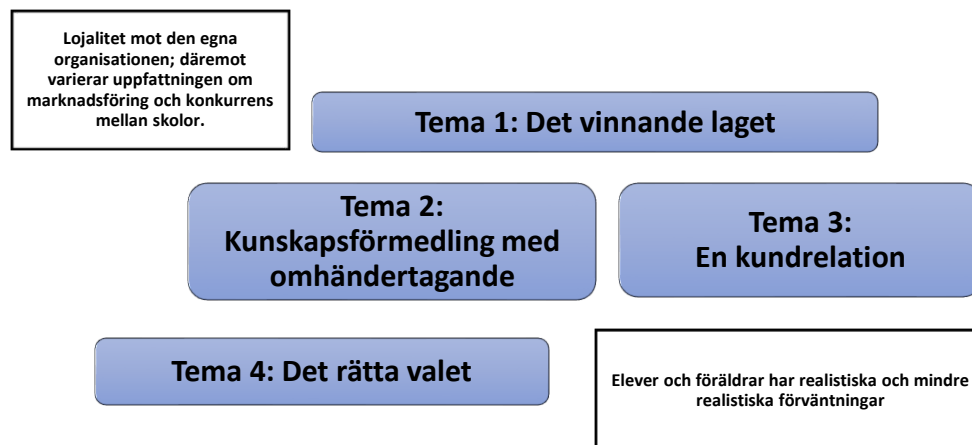 Lojalitet mot den egna
organisationen; däremot
varierar uppfattningen om
marknadsföring och konkurrens
mellan skolor.
Tema 1: Det vinnande laget
Tema 2:
Kunskapsförmedling med
omhändertagande
Tema 3:
En kundrelation
Tema 4: Det rätta valet
Elever och föräldrar har realistiska och mindre
realistiska förväntningar